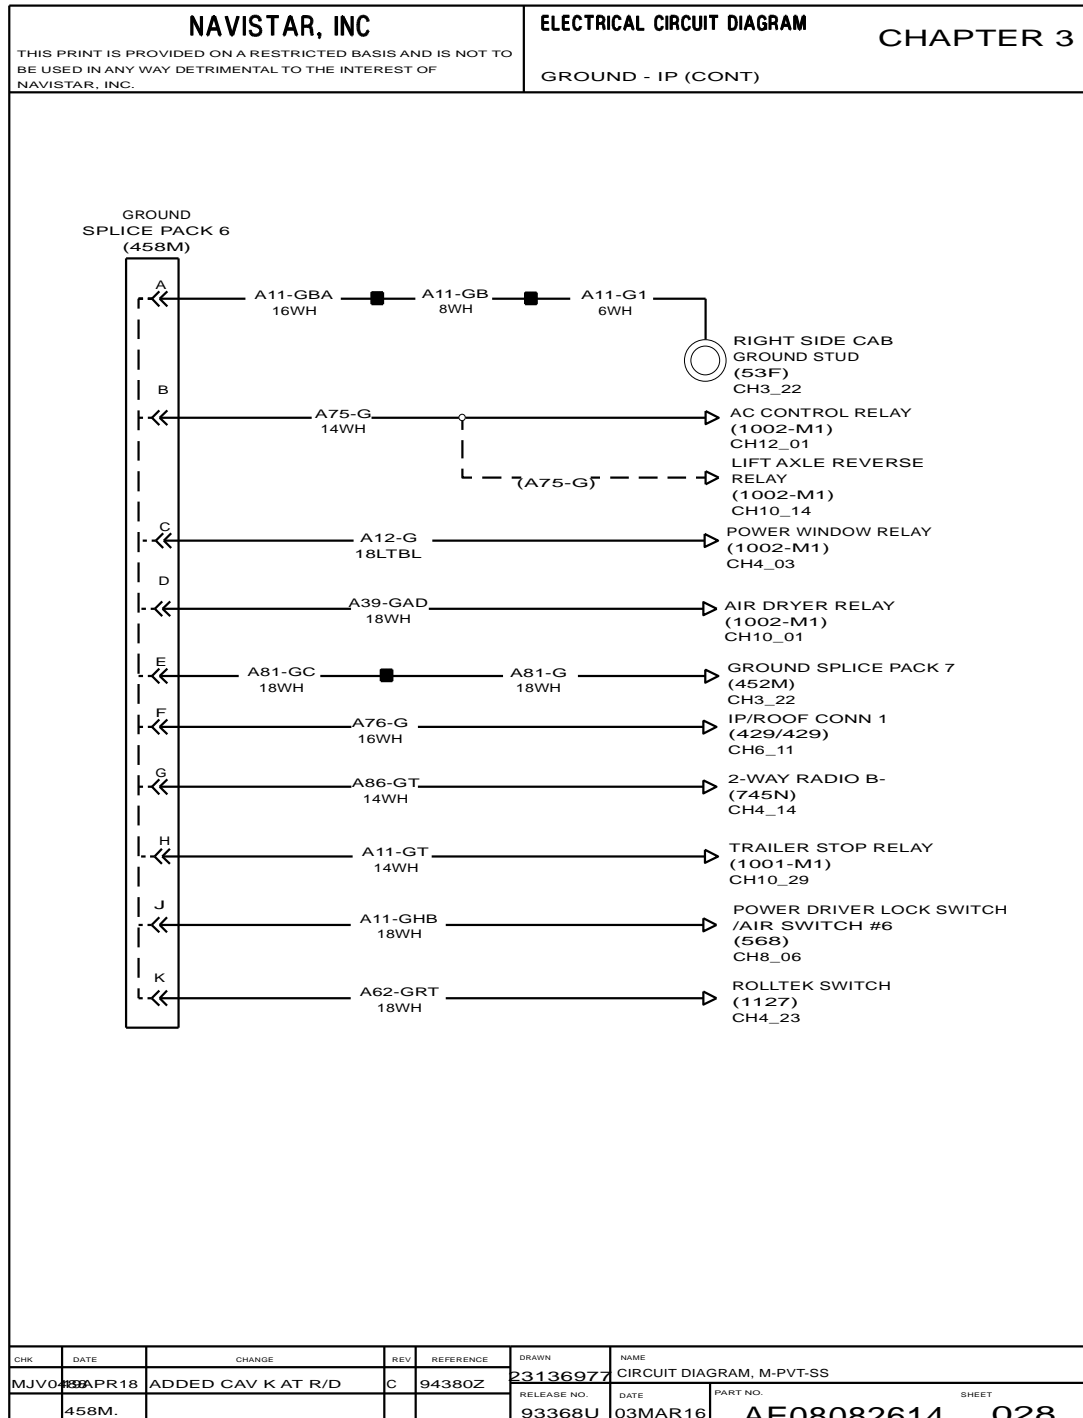 NAVISTAR, INC
THIS PRINT IS PROVIDED ON A RESTRICTED BASIS AND IS NOT TO
BE USED IN ANY WAY DETRIMENTAL TO THE INTEREST OF
NAVISTAR, INC.
ELECTRICAL CIRCUIT DIAGRAM
CHAPTER 3
GROUND - IP (CONT)
GROUND
SPLICE PACK 6
(458M)
A
A11-GBA
16WH
A11-GB
8WH
A11-G1
6WH
RIGHT SIDE CAB
GROUND STUD
(53F)
CH3_22
B
A75-G
14WH
AC CONTROL RELAY
(1002-M1)
CH12_01
(A75-G)
LIFT AXLE REVERSE
RELAY
(1002-M1)
CH10_14
C
A12-G
18LTBL
POWER WINDOW RELAY
(1002-M1)
CH4_03
D
A39-GAD
18WH
AIR DRYER RELAY
(1002-M1)
CH10_01
E
A81-GC
18WH
A81-G
18WH
GROUND SPLICE PACK 7
(452M)
CH3_22
F
A76-G
16WH
IP/ROOF CONN 1
(429/429)
CH6_11
G
A86-GT
14WH
2-WAY RADIO B-
(745N)
CH4_14
H
A11-GT
14WH
TRAILER STOP RELAY
(1001-M1)
CH10_29
J
A11-GHB
18WH
POWER DRIVER LOCK SWITCH
/AIR SWITCH #6
(568)
CH8_06
K
A62-GRT
18WH
ROLLTEK SWITCH
(1127)
CH4_23
CHK DATE CHANGE REV REFERENCE
ADDED CAV K AT R/D C 94380Z
458M.
DRAWN
23136977
NAME
CIRCUIT DIAGRAM, M-PVT-SS
RELEASE NO.
93368U
DATE
03MAR16
PART NO.
AE08082614
SHEET
028